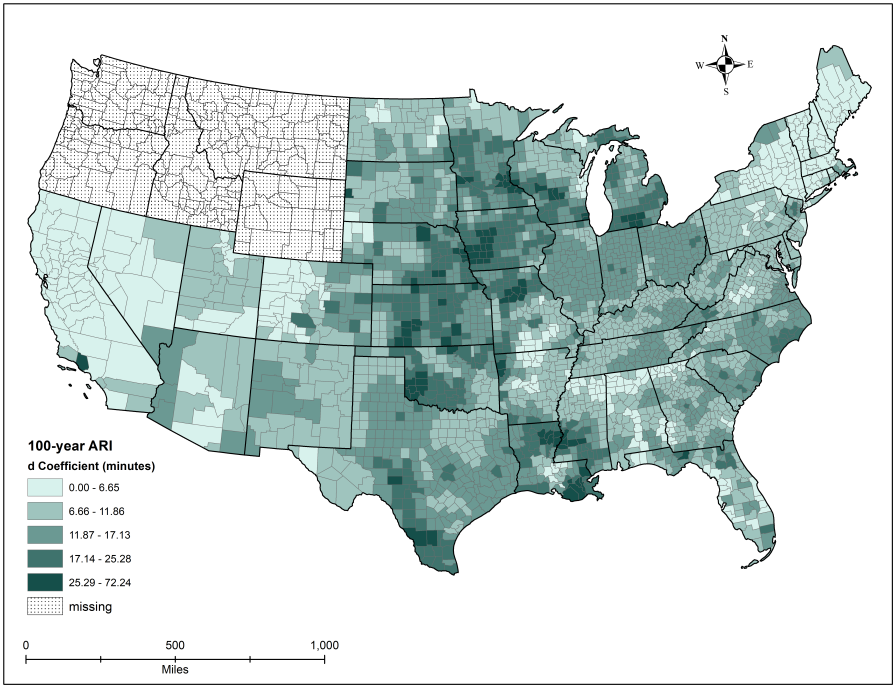 N
W E
S
100-year ARI
d Coefficient (minutes)
0.00 - 6.65
6.66 - 11.86
11.87 - 17.13
17.14 - 25.28
25.29 - 72.24
missing
0 500 1,000
Miles